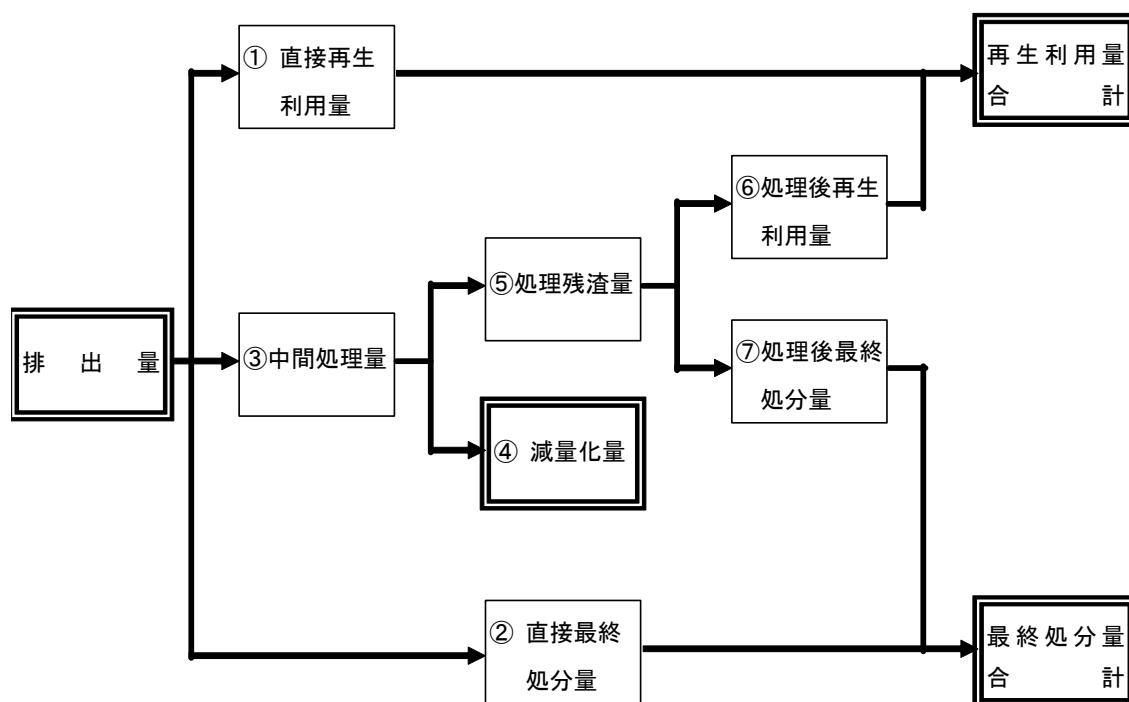 ① 直接再生
利用量
再生利用量
合計
⑥処理後再生
利用量
⑤処理残渣量
排出量
③中間処理量
⑦処理後最終
処分量
④ 減量化量
② 直接最終
処分量
最終処分量
合計